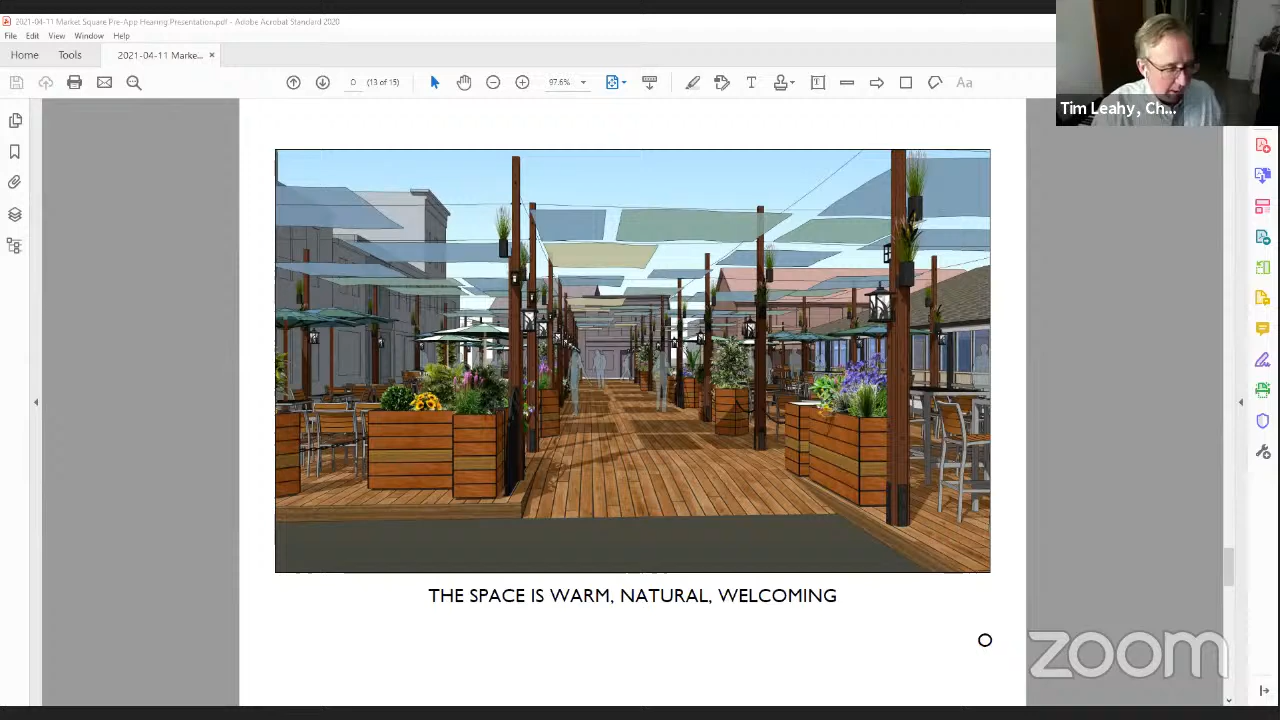 2021-04-11 Market Square Pre-App Hearing Presentation.pdf - Adobe Acrobat Standard 2020
File Edit View Window Help
Home Tools 2021-04-11 Marke... ×
O (13 of 15) 97.6% T T Aa
Tim Leahy, Ch...
THE SPACE IS WARM, NATURAL, WELCOMING
O
zoom